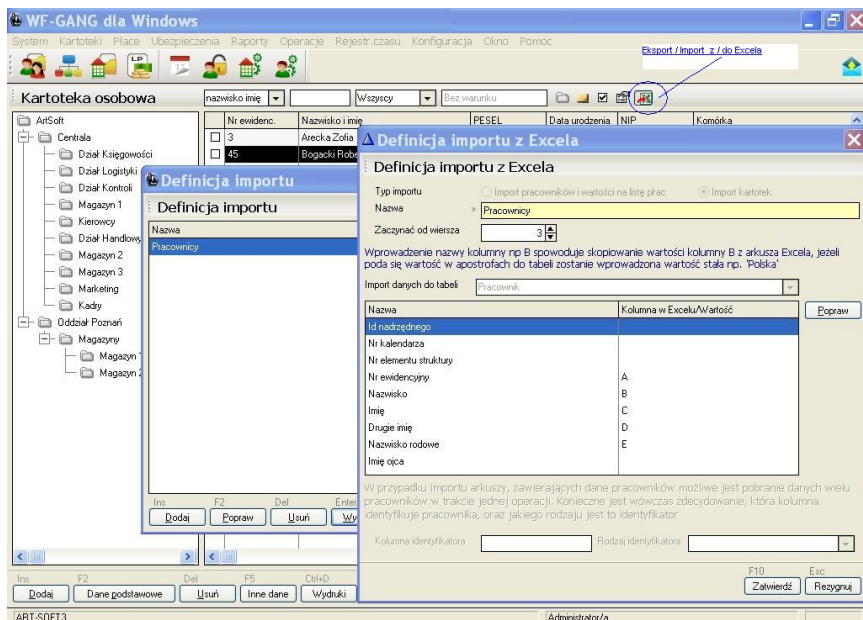 WF-GANG dla Windows
System Kartoteki Płace Ubezpieczenia Raporty Operacje Rejestr.czasu Konfiguracja Okno Pomoc
Eksport / Import z / do Excela
LP
Kartoteka osobowa nazwisko imię Wszyscy Bez warunku
ArtSoft
Centrala
Dział Księgowości
Dział Logistyki
Dział Kontroli
Magazyn 1
Kierowcy
Dział Handlowy
Magazyn 2
Magazyn 3
Marketing
Kadry
Oddział Poznań
Magazyny
Magazyn
Magazyn 2
Nr ewidenc. Nazwisko i imię PESEL Data urodzenia NIP Komórka
3 Arecka Zofia
45 Bogacki Robe
Definicja importu
Definicja importu
Nazwa
Pracownicy
Ins F2 Del Enter
Dodaj Popraw Usuń Wy
Definicja importu z Excela
Definicja importu z Excela
Typ importu Import pracowników i wartości na listę płac Import kartotek
Nazwa » Pracownicy
Zaczynać od wiersza 3
Wprowadzenie nazwy kolumny np B spowoduje skopiowanie wartości kolumny B z arkusza Excela, jeżeli
poda się wartość w apostrofach do tabeli zostanie wprowadzona wartość stała np. 'Polska'
Import danych do tabeli Pracownik
Nazwa Kolumna w Excelu/Wartość Popraw
Id nadrzędnego
Nr kalendarza
Nr elementu struktury
Nr ewidencyjny A
Nazwisko B
Imię C
Drugie imię D
Nazwisko rodowe E
Imię ojca
W przypadku importu arkuszy, zawierających dane pracowników możliwe jest pobranie danych wielu
pracowników w trakcie jednej operacji. Konieczne jest wówczas zdecydowanie, która kolumna
identyfikuje pracownika, oraz jakiego rodzaju jest to identyfikator
Kolumna identyfikatora Rodzaj identyfikatora
F10 Esc
Zatwierdź Rezygnuj
Ins F2 Del F5 Ctrl+D
Dodaj Dane podstawowe Usuń Inne dane Wydruki
ART-SOFT3 Administrator/a